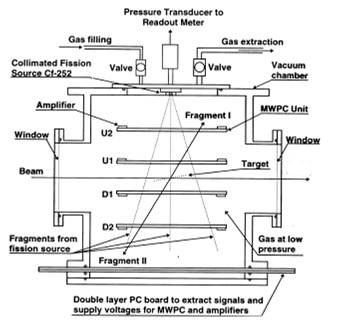 Pressure Transducer to
Readout Meter
Gas filling
Gas extraction
Valve
Valve
Collimated Fission
Source Cf-252
Vacuum
chamber
Amplifier
Fragment I
MWPC Unit
U2
Window
Window
U1
Target
Beam
D1
D2
Fragments from
fission source
Fragment II
Gas at low
pressure
Double layer PC board to extract signals and
supply voltages for MWPC and amplifiers